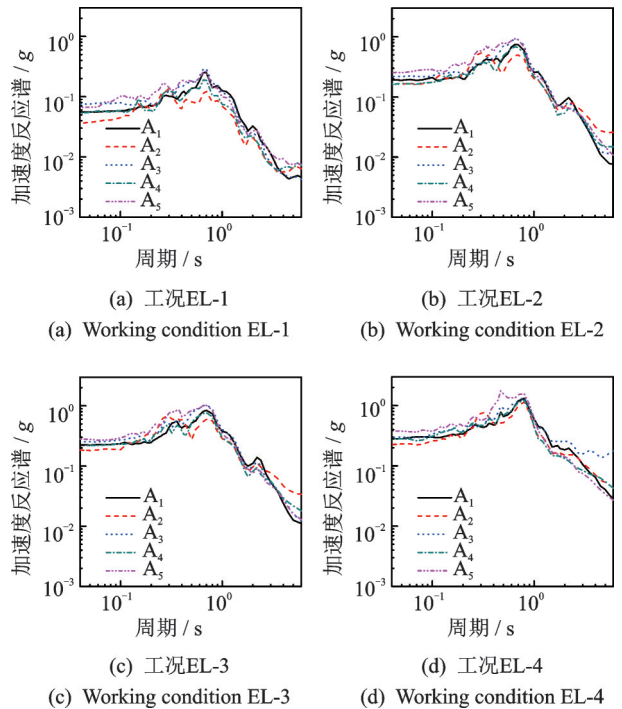 加速度反应谱 / g
10⁰
10⁻¹
10⁻²
10⁻³
A₁
A₂
A₃
A₄
A₅
10⁻¹
10⁰
周期 / s
(a) 工况EL-1
(a) Working condition EL-1
加速度反应谱 / g
10⁰
10⁻¹
10⁻²
10⁻³
A₁
A₂
A₃
A₄
A₅
10⁻¹
10⁰
周期 / s
(b) 工况EL-2
(b) Working condition EL-2
加速度反应谱 / g
10⁰
10⁻¹
10⁻²
10⁻³
A₁
A₂
A₃
A₄
A₅
10⁻¹
10⁰
周期 / s
(c) 工况EL-3
(c) Working condition EL-3
加速度反应谱 / g
10⁰
10⁻¹
10⁻²
10⁻³
A₁
A₂
A₃
A₄
A₅
10⁻¹
10⁰
周期 / s
(d) 工况EL-4
(d) Working condition EL-4